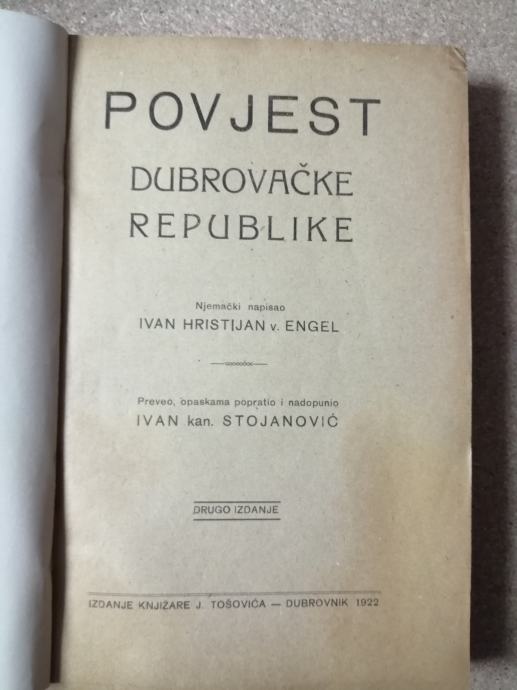 POVJEST
DUBROVAČKE
REPUBLIKE
Njemački napisao
IVAN HRISTIJAN v. ENGEL
Preveo, opaskama popratio i nadopunio
IVAN kan. STOJANOVIĆ
DRUGO IZDANJE
IZDANJE KNJIŽARE J. TOŠOVIĆA — DUBROVNIK 1922